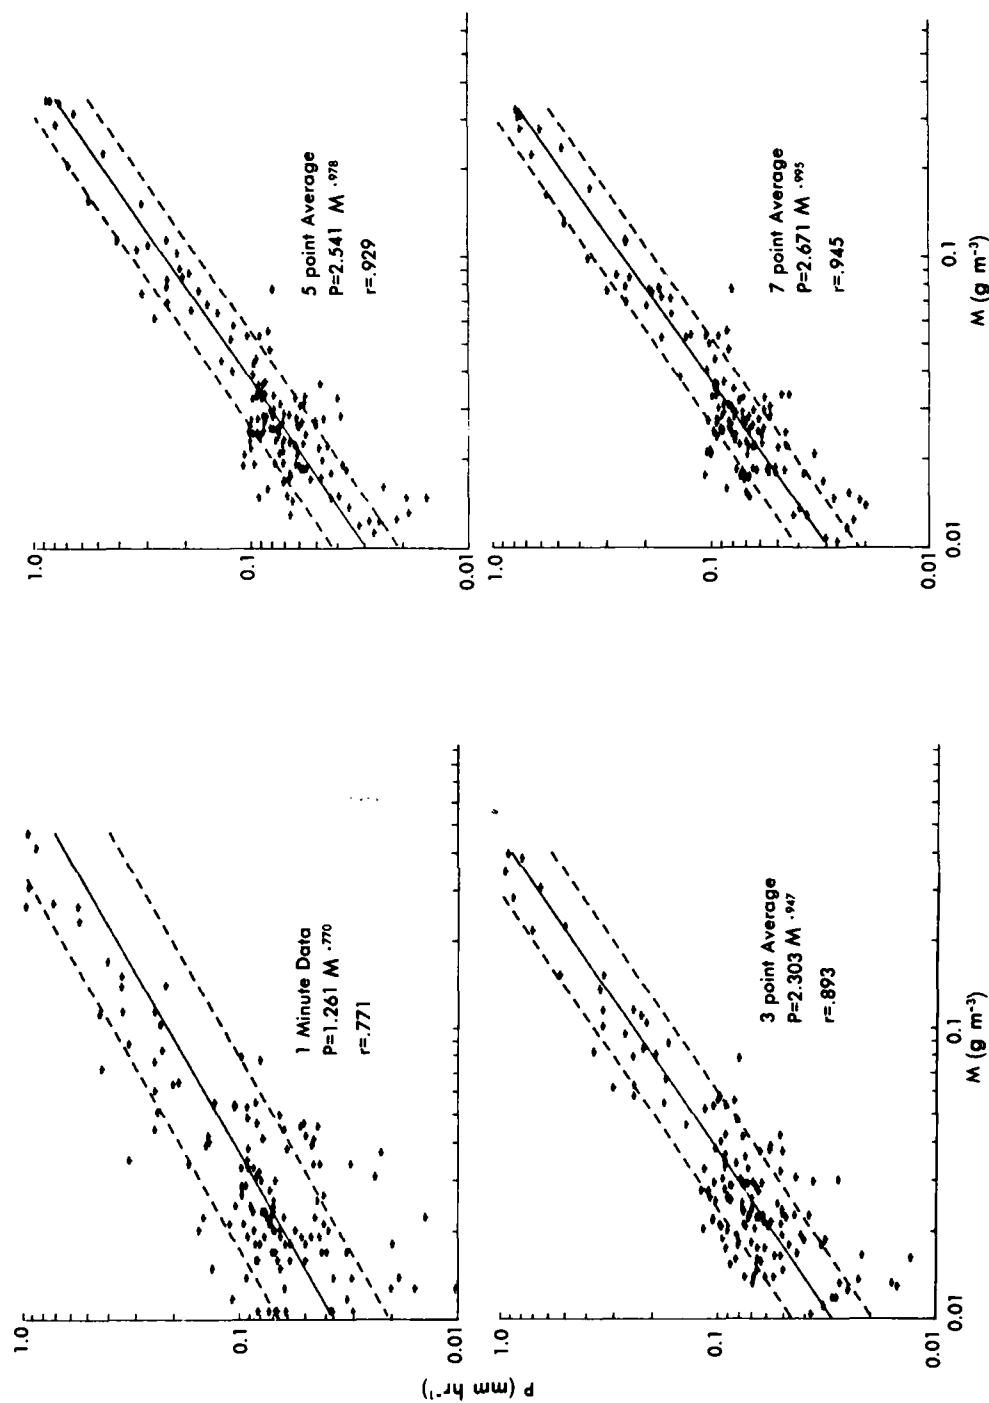 1.0
0.1
0.01
1 Minute Data
P=1.261 M .770
r=.771
1.0
0.1
0.01
5 point Average
P=2.541 M .978
r=.929
P (mm hr-1)
1.0
0.1
0.01
3 point Average
P=2.303 M .947
r=.893
0.01
0.1
M (g m-3)
1.0
0.1
0.01
7 point Average
P=2.671 M .995
r=.945
0.01
0.1
M (g m-3)